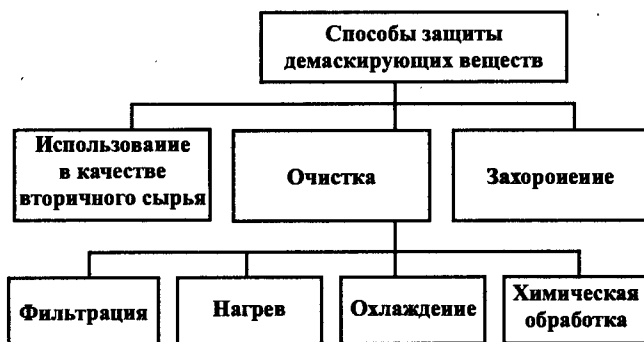 Способы защиты
демаскирующих веществ
Использование
в качестве
вторичного сырья
Очистка
Захоронение
Фильтрация
Нагрев
Охлаждение
Химическая
обработка